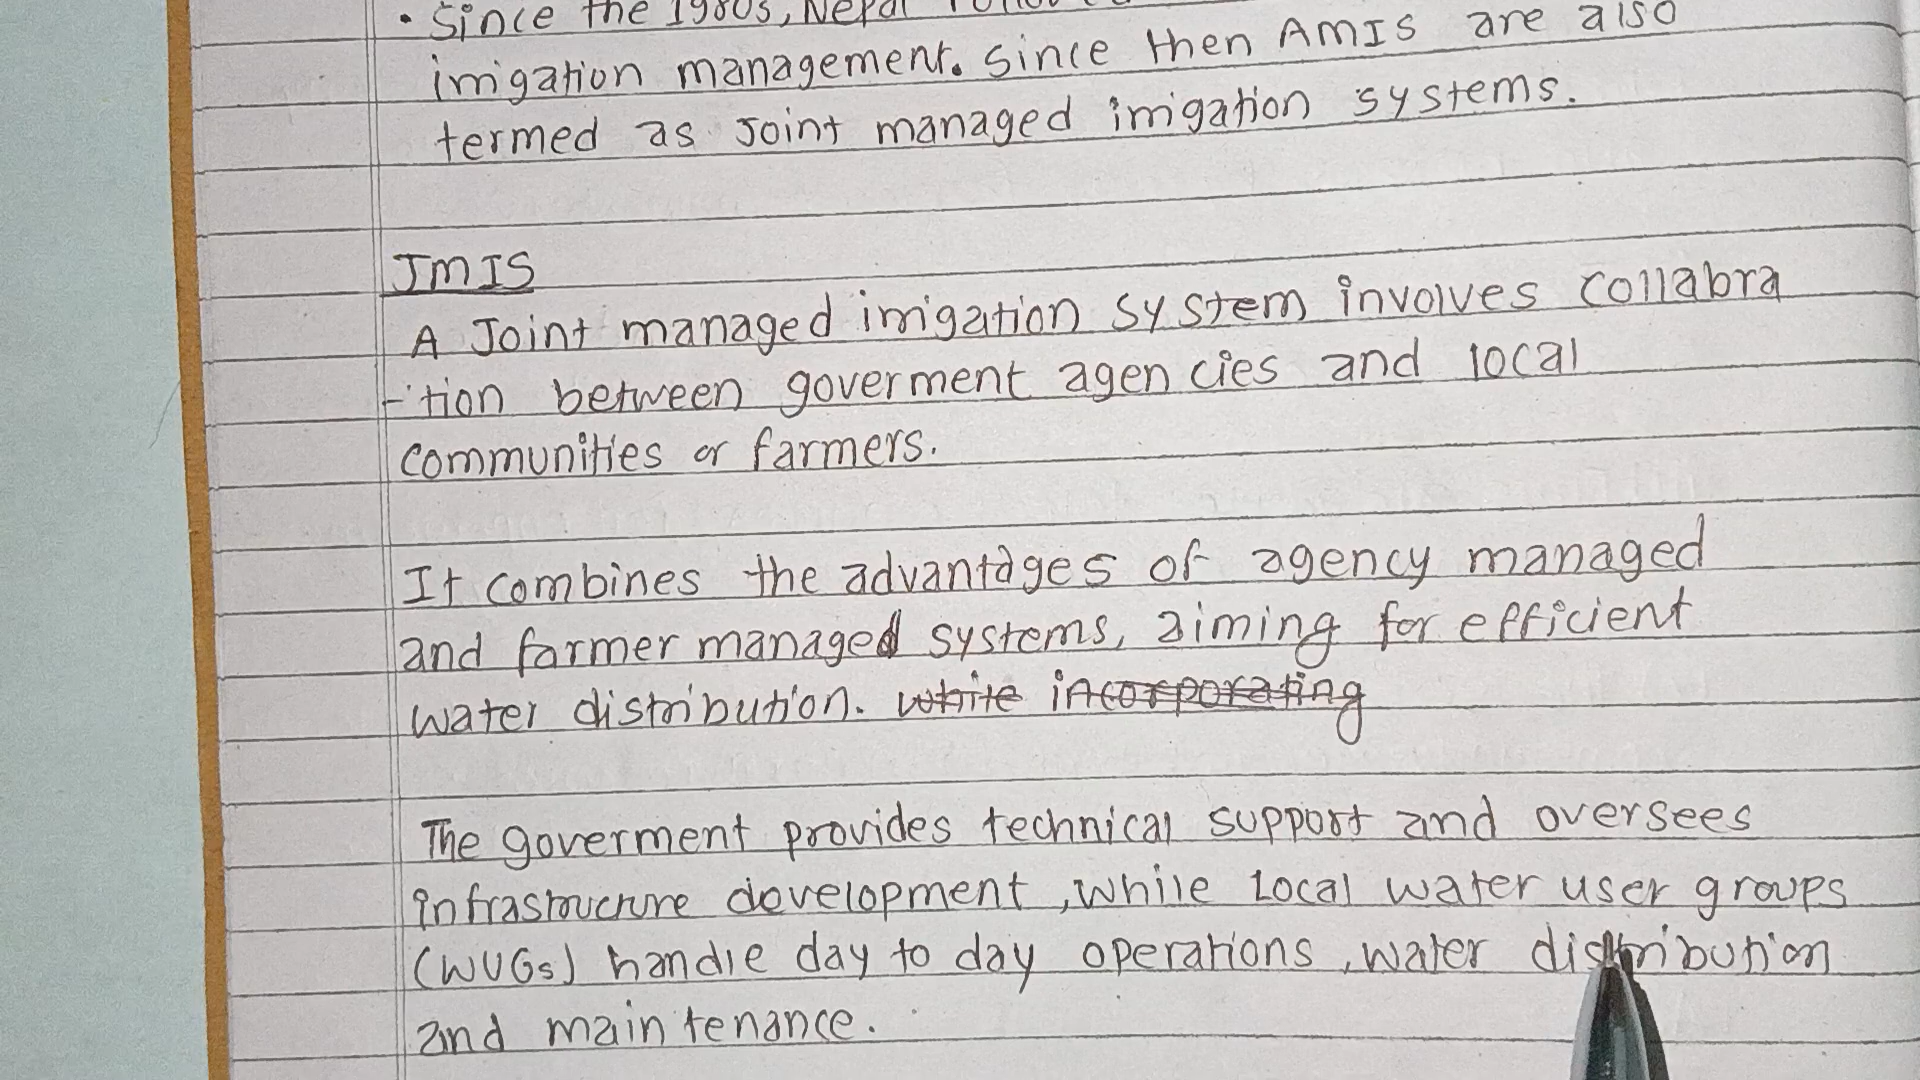 • Since the 1980s, Nepal
irrigation management. Since then AMIS are also
termed as Joint managed irrigation systems.
JMIS
A Joint managed irrigation system involves collabra
-tion between goverment agencies and local
communities or farmers.
It combines the advantages of agency managed
and farmer managed systems, aiming for efficient
water distribution. white incorporating
The goverment provides technical support and oversees
infrastructure development, while local water user groups
(WUGs) handle day to day operations, water distribution
and maintenance.